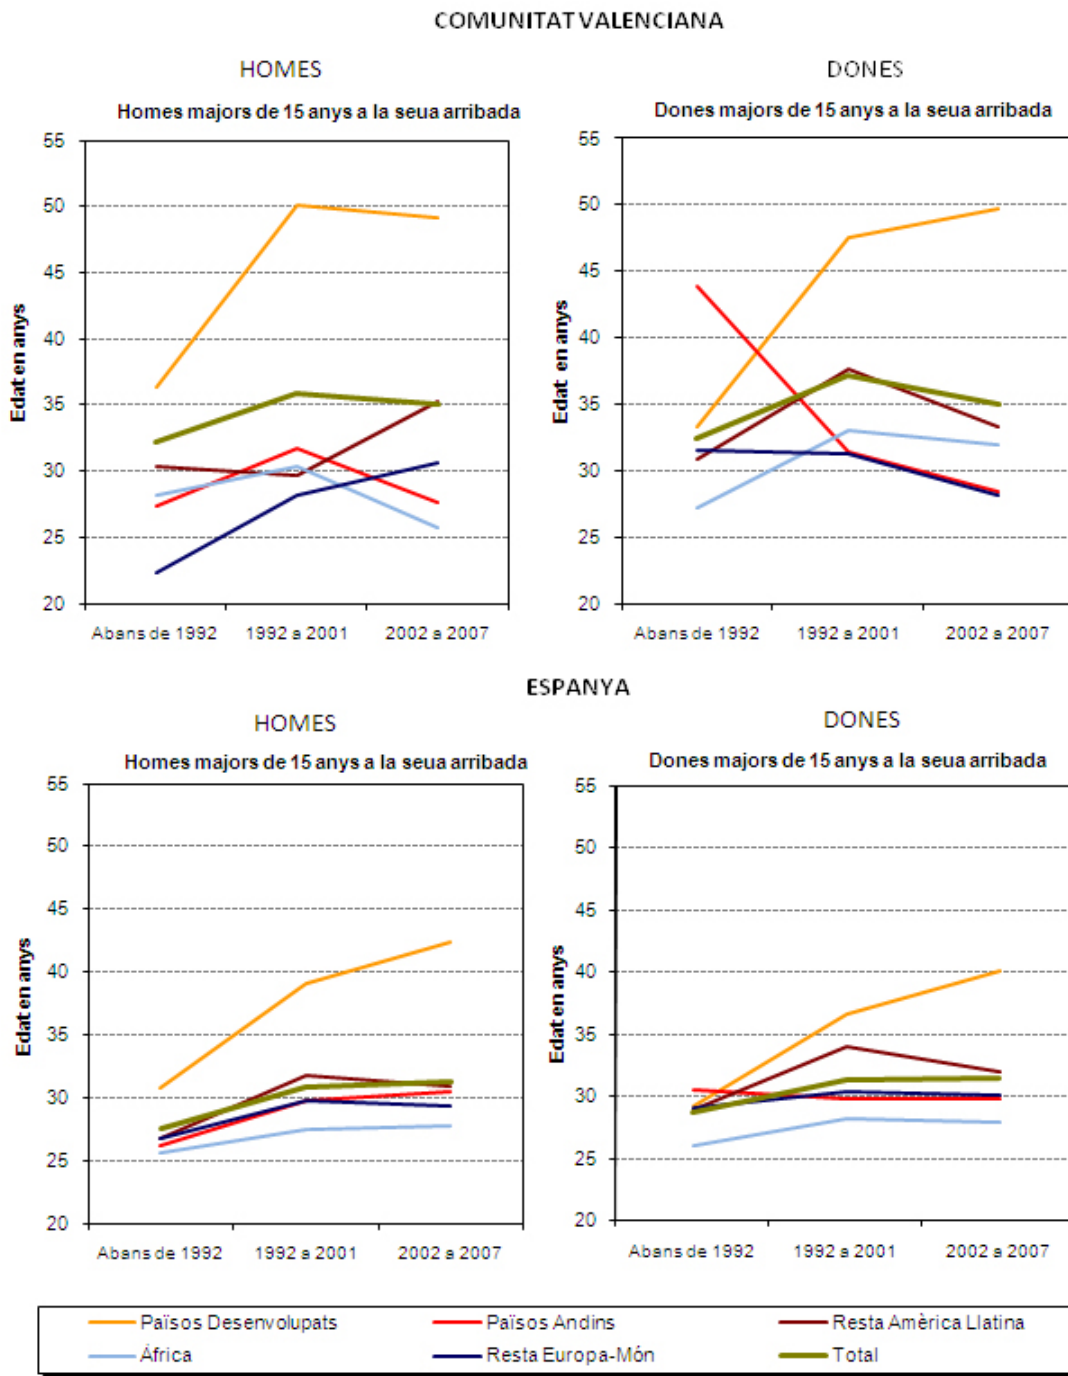 COMUNITAT VALENCIANA
HOMES
Homes majors de 15 anys a la seua arribada
Edat en anys
55
50
45
40
35
30
25
20
Abans de 1992 1992 a 2001 2002 a 2007
DONES
Dones majors de 15 anys a la seua arribada
Edat en anys
55
50
45
40
35
30
25
20
Abans de 1992 1992 a 2001 2002 a 2007
ESPANYA
HOMES
Homes majors de 15 anys a la seua arribada
Edat en anys
55
50
45
40
35
30
25
20
Abans de 1992 1992 a 2001 2002 a 2007
DONES
Dones majors de 15 anys a la seua arribada
Edat en anys
55
50
45
40
35
30
25
20
Abans de 1992 1992 a 2001 2002 a 2007
Països Desenvolupats Països Andins Resta Amèrica Llatina
Àfrica Resta Europa-Món Total